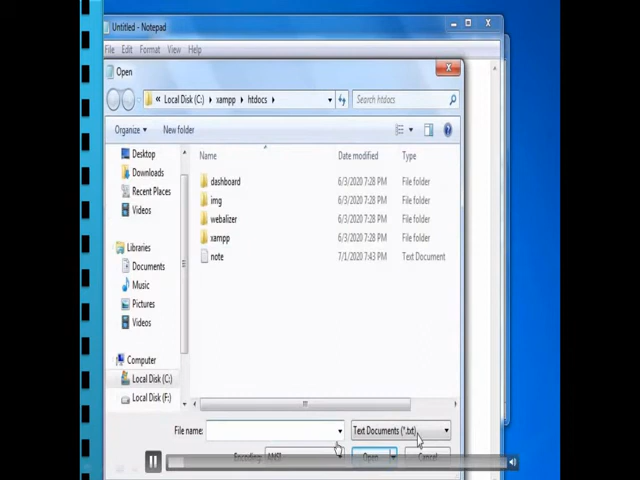 Untitled - Notepad
File Edit Format View Help
Open
« Local Disk (C:) ▸ xampp ▸ htdocs ▸
Search htdocs
Organize ▾ New folder
Name Date modified Type
Desktop
Downloads
Recent Places
Videos
Libraries
Documents
Music
Pictures
Videos
Computer
Local Disk (C:)
Local Disk (F:)
dashboard 6/3/2020 7:28 PM File folder
img 6/3/2020 7:28 PM File folder
webalizer 6/3/2020 7:28 PM File folder
xampp 6/3/2020 7:28 PM File folder
note 7/1/2020 7:43 PM Text Document
File name: Text Documents (*.txt)
Encoding: ANSI Open Cancel